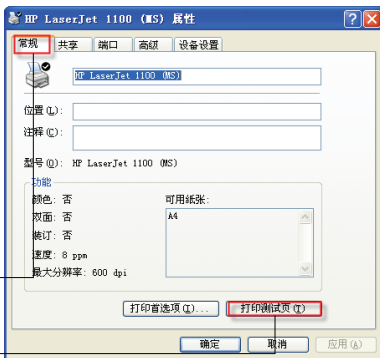 HP LaserJet 1100 (MS) 属性
常规 共享 端口 高级 设备设置
HP LaserJet 1100 (MS)
位置(L):
注释(C):
型号(O): HP LaserJet 1100 (MS)
功能
颜色: 否 可用纸张:
双面: 否 A4
装订: 否
速度: 8 ppm
最大分辨率: 600 dpi
打印首选项(I)... 打印测试页(T)
确定 取消 应用(A)